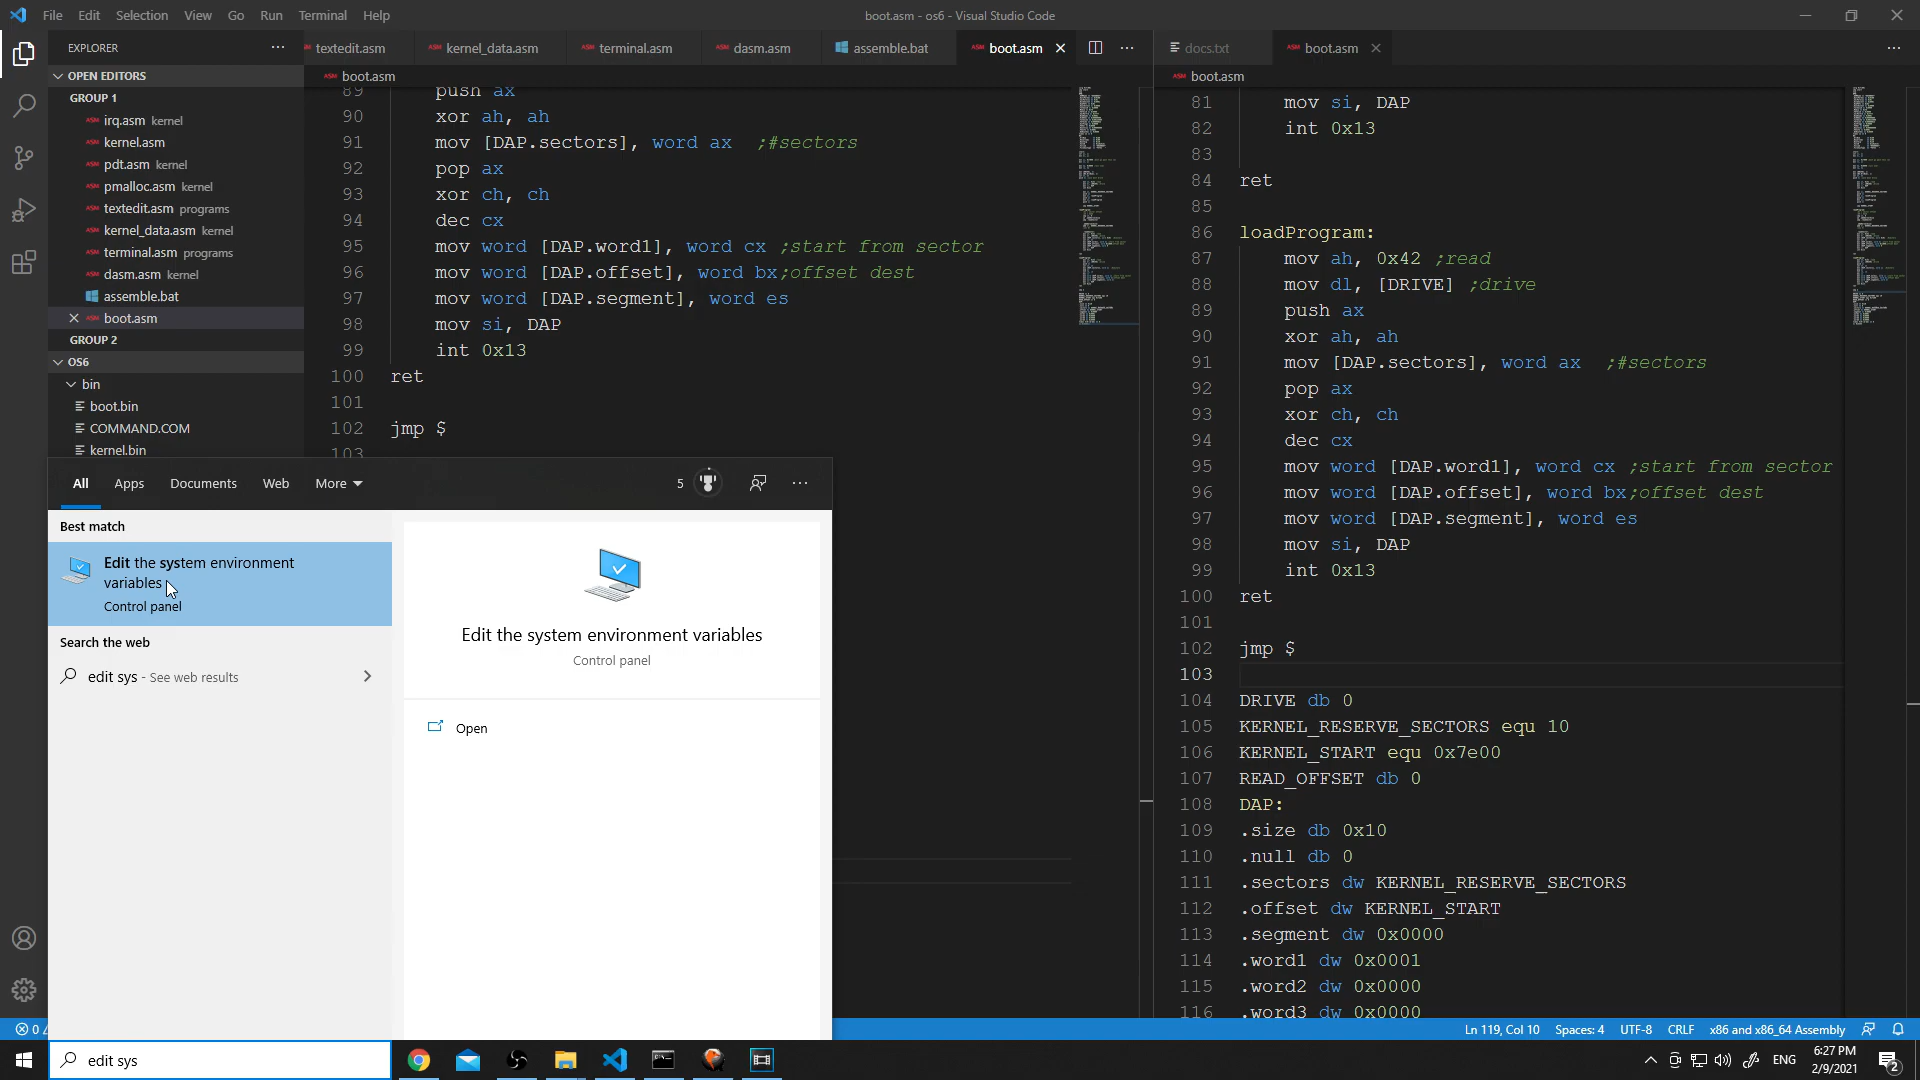 File Edit Selection View Go Run Terminal Help
boot.asm - os6 - Visual Studio Code
EXPLORER
OPEN EDITORS
GROUP 1
irq.asm kernel
kernel.asm
pdt.asm kernel
pmalloc.asm kernel
textedit.asm programs
kernel_data.asm kernel
terminal.asm programs
dasm.asm kernel
assemble.bat
boot.asm
GROUP 2
OS6
bin
boot.bin
COMMAND.COM
kernel.bin
textedit.asm kernel_data.asm terminal.asm dasm.asm assemble.bat boot.asm
boot.asm
89 push ax
90 xor ah, ah
91 mov [DAP.sectors], word ax ;#sectors
92 pop ax
93 xor ch, ch
94 dec cx
95 mov word [DAP.word1], word cx ;start from sector
96 mov word [DAP.offset], word bx;offset dest
97 mov word [DAP.segment], word es
98 mov si, DAP
99 int 0x13
100 ret
101
102 jmp $
103
docs.txt boot.asm
boot.asm
81 mov si, DAP
82 int 0x13
83
84 ret
85
86 loadProgram:
87 mov ah, 0x42 ;read
88 mov dl, [DRIVE] ;drive
89 push ax
90 xor ah, ah
91 mov [DAP.sectors], word ax ;#sectors
92 pop ax
93 xor ch, ch
94 dec cx
95 mov word [DAP.word1], word cx ;start from sector
96 mov word [DAP.offset], word bx;offset dest
97 mov word [DAP.segment], word es
98 mov si, DAP
99 int 0x13
100 ret
101
102 jmp $
103
104 DRIVE db 0
105 KERNEL_RESERVE_SECTORS equ 10
106 KERNEL_START equ 0x7e00
107 READ_OFFSET db 0
108 DAP:
109 .size db 0x10
110 .null db 0
111 .sectors dw KERNEL_RESERVE_SECTORS
112 .offset dw KERNEL_START
113 .segment dw 0x0000
114 .word1 dw 0x0001
115 .word2 dw 0x0000
116 .word3 dw 0x0000
All Apps Documents Web More 5
Best match
Edit the system environment
variables
Control panel
Search the web
edit sys - See web results
Edit the system environment variables
Control panel
Open
0
Ln 119, Col 10 Spaces: 4 UTF-8 CRLF x86 and x86_64 Assembly
edit sys
ENG
6:27 PM
2/9/2021
2